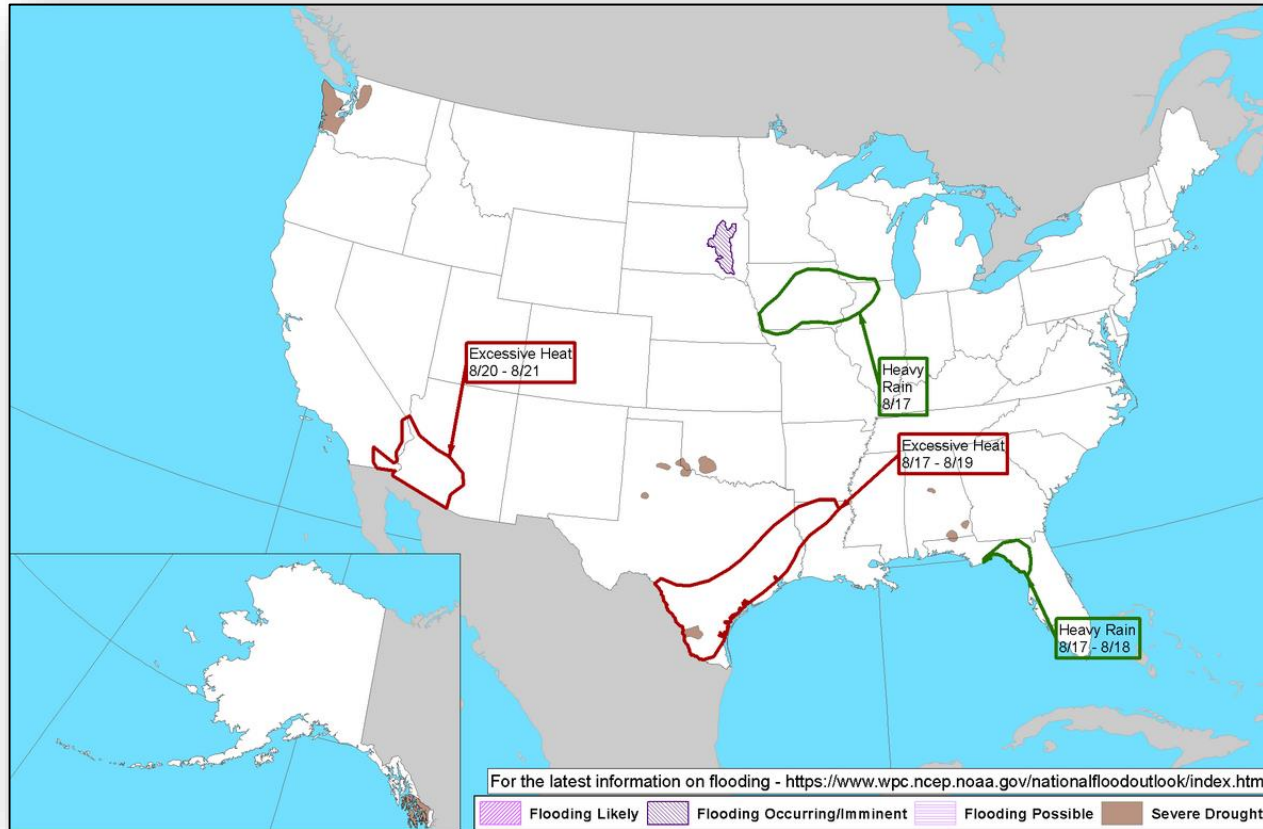 Excessive Heat
8/20 - 8/21
Heavy
Rain
8/17
Excessive Heat
8/17 - 8/19
Heavy Rain
8/17 - 8/18
For the latest information on flooding - https://www.wpc.ncep.noaa.gov/nationalfloodoutlook/index.htm
Flooding Likely Flooding Occurring/Imminent Flooding Possible Severe Drought